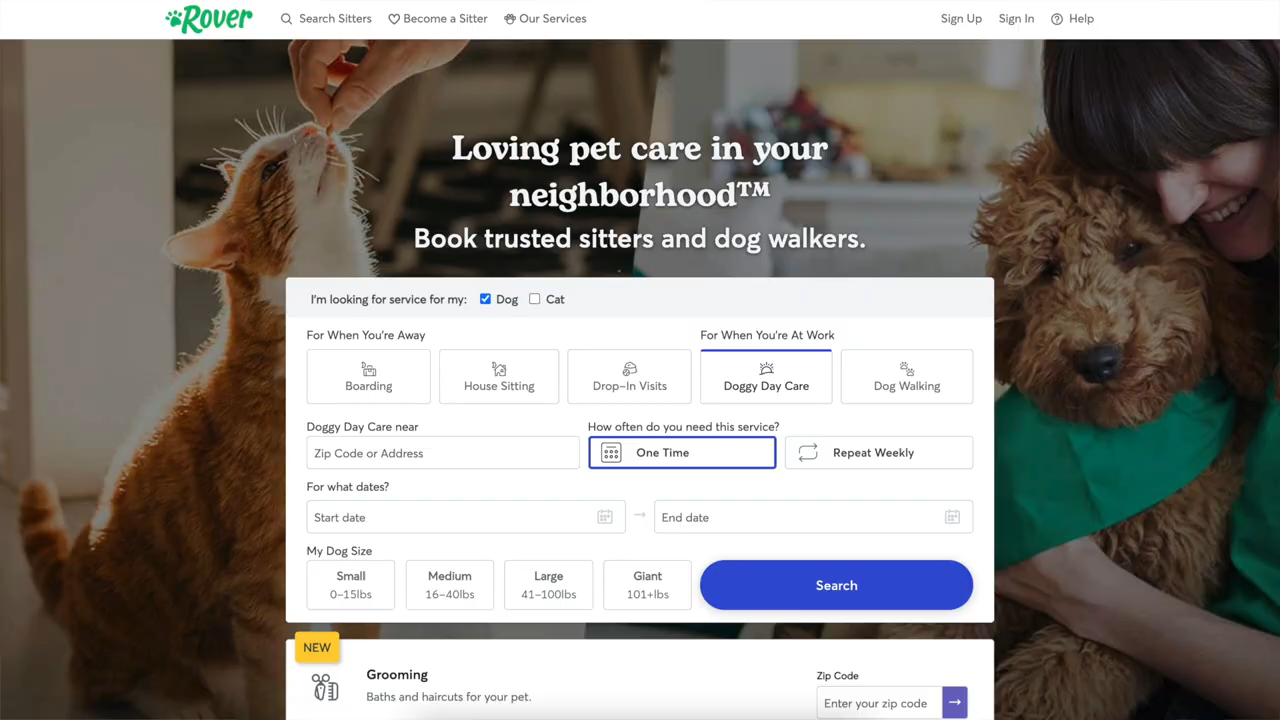 Rover
Search Sitters
Become a Sitter
Our Services
Sign Up
Sign In
Help
Loving pet care in your
neighborhood™
Book trusted sitters and dog walkers.
I'm looking for service for my:
Dog
Cat
For When You're Away
For When You're At Work
Boarding
House Sitting
Drop-In Visits
Doggy Day Care
Dog Walking
Doggy Day Care near
How often do you need this service?
Zip Code or Address
One Time
Repeat Weekly
For what dates?
Start date
End date
My Dog Size
Small
0–15lbs
Medium
16–40lbs
Large
41–100lbs
Giant
101+lbs
Search
NEW
Grooming
Baths and haircuts for your pet.
Zip Code
Enter your zip code